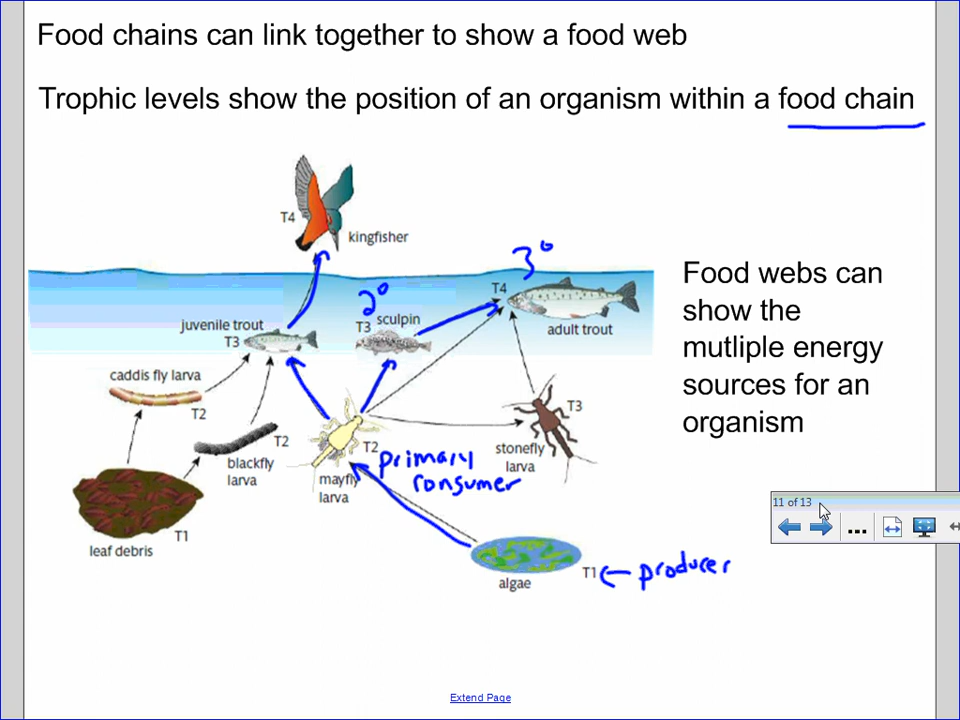 Food chains can link together to show a food web
Trophic levels show the position of an organism within a food chain
T4
kingfisher
3°
T4
adult trout
2°
T3
sculpin
juvenile trout
T3
Food webs can
show the
mutliple energy
sources for an
organism
caddis fly larva
T2
T2
blackfly
larva
T2
mayfly
larva
primary
consumer
T3
stonefly
larva
T1
leaf debris
algae
T1
producer
11 of 13
...
Extend Page